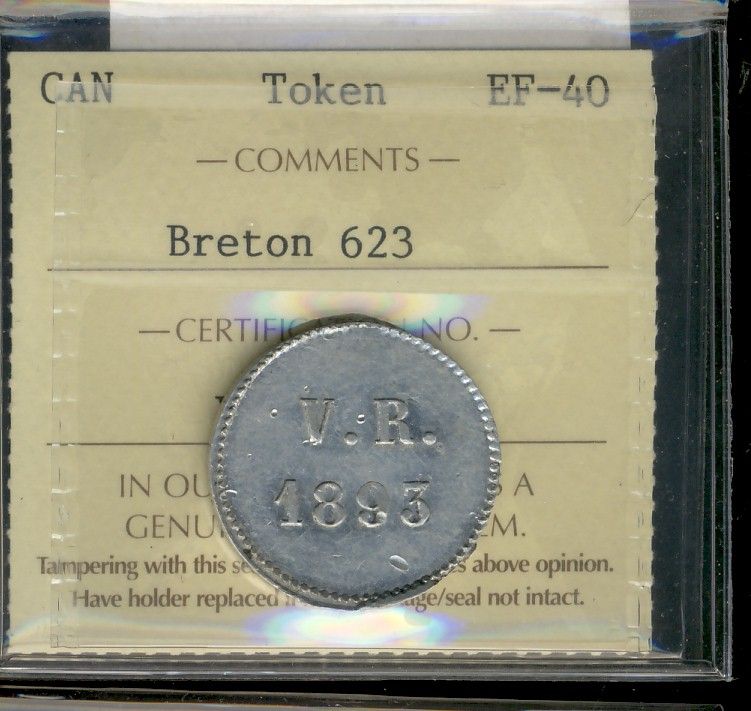 CAN Token EF-40
— COMMENTS —
Breton 623
— CERTIFIC NO. —
V.R.
1893
IN OU S A
GENU EM.
Tampering with this se s above opinion.
Have holder replaced i age/seal not intact.